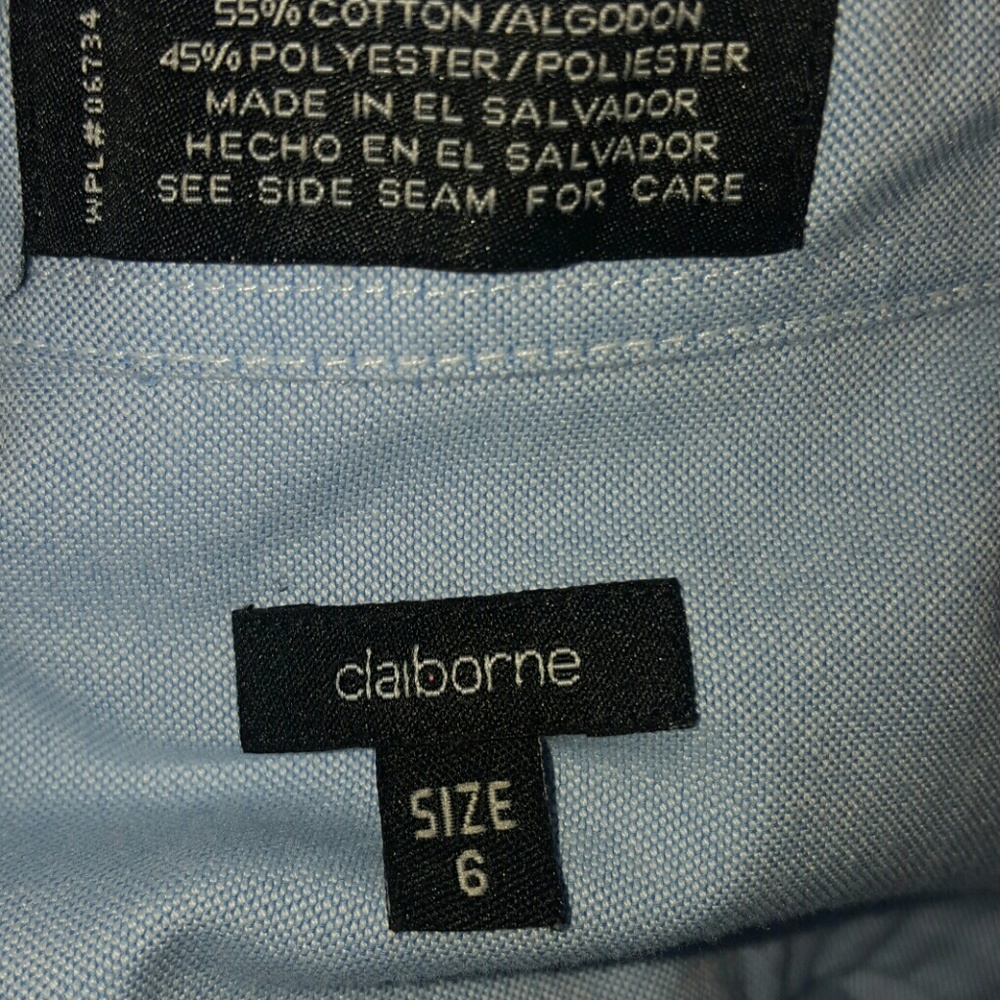 55% COTTON/ALGODON
45% POLYESTER/POLIESTER
MADE IN EL SALVADOR
HECHO EN EL SALVADOR
SEE SIDE SEAM FOR CARE
WPL#06734
claiborne
SIZE
6